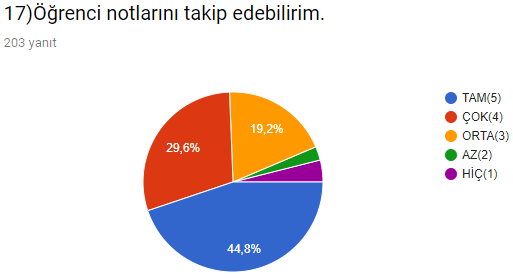 17)Öğrenci notlarını takip edebilirim.
203 yanıt
TAM(5)
ÇOK(4)
ORTA(3)
AZ(2)
HİÇ(1)
19,2%
29,6%
44,8%